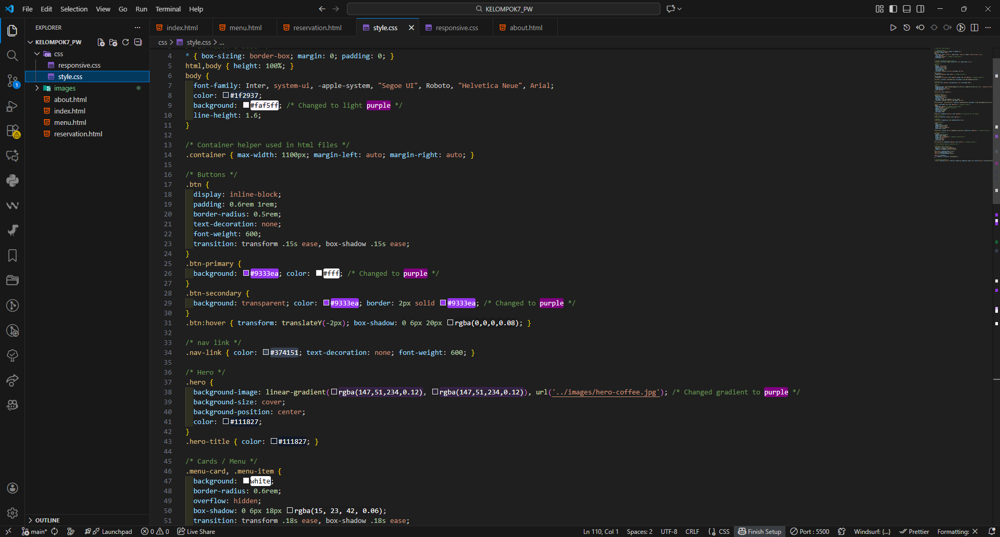 File Edit Selection View Go Run Terminal Help
KELOMPOK7_PW
EXPLORER
index.html
menu.html
reservation.html
style.css
responsive.css
about.html
KELOMPOK7_PW
css > style.css > ...
css
responsive.css
style.css
images
about.html
index.html
menu.html
reservation.html
1
4 * { box-sizing: border-box; margin: 0; padding: 0; }
5 html,body { height: 100%; }
6 body {
7 font-family: Inter, system-ui, -apple-system, "Segoe UI", Roboto, "Helvetica Neue", Arial;
8 color: #1f2937;
9 background: #faf5ff; /* Changed to light purple */
10 line-height: 1.6;
11 }
12
13 /* Container helper used in html files */
14 .container { max-width: 1100px; margin-left: auto; margin-right: auto; }
15
16 /* Buttons */
17 .btn {
18 display: inline-block;
19 padding: 0.6rem 1rem;
20 border-radius: 0.5rem;
21 text-decoration: none;
22 font-weight: 600;
23 transition: transform .15s ease, box-shadow .15s ease;
24 }
25 .btn-primary {
26 background: #9333ea; color: #fff; /* Changed to purple */
27 }
28 .btn-secondary {
29 background: transparent; color: #9333ea; border: 2px solid #9333ea; /* Changed to purple */
30 }
31 .btn:hover { transform: translateY(-2px); box-shadow: 0 6px 20px rgba(0,0,0,0.08); }
32
33 /* nav link */
34 .nav-link { color: #374151; text-decoration: none; font-weight: 600; }
35
36 /* Hero */
37 .hero {
38 background-image: linear-gradient(rgba(147,51,234,0.12), rgba(147,51,234,0.12)), url('../images/hero-coffee.jpg'); /* Changed gradient to purple */
39 background-size: cover;
40 background-position: center;
41 color: #111827;
42 }
43 .hero-title { color: #111827; }
44
45 /* Cards / Menu */
46 .menu-card, .menu-item {
47 background: white;
48 border-radius: 0.6rem;
49 overflow: hidden;
50 box-shadow: 0 6px 18px rgba(15, 23, 42, 0.06);
51 transition: transform .18s ease, box-shadow .18s ease;
OUTLINE
main* Launchpad 0 0 Live Share Ln 110, Col 1 Spaces: 2 UTF-8 CRLF {} CSS Finish Setup Port : 5500 Windsurf: {...} Prettier Formatting: ×